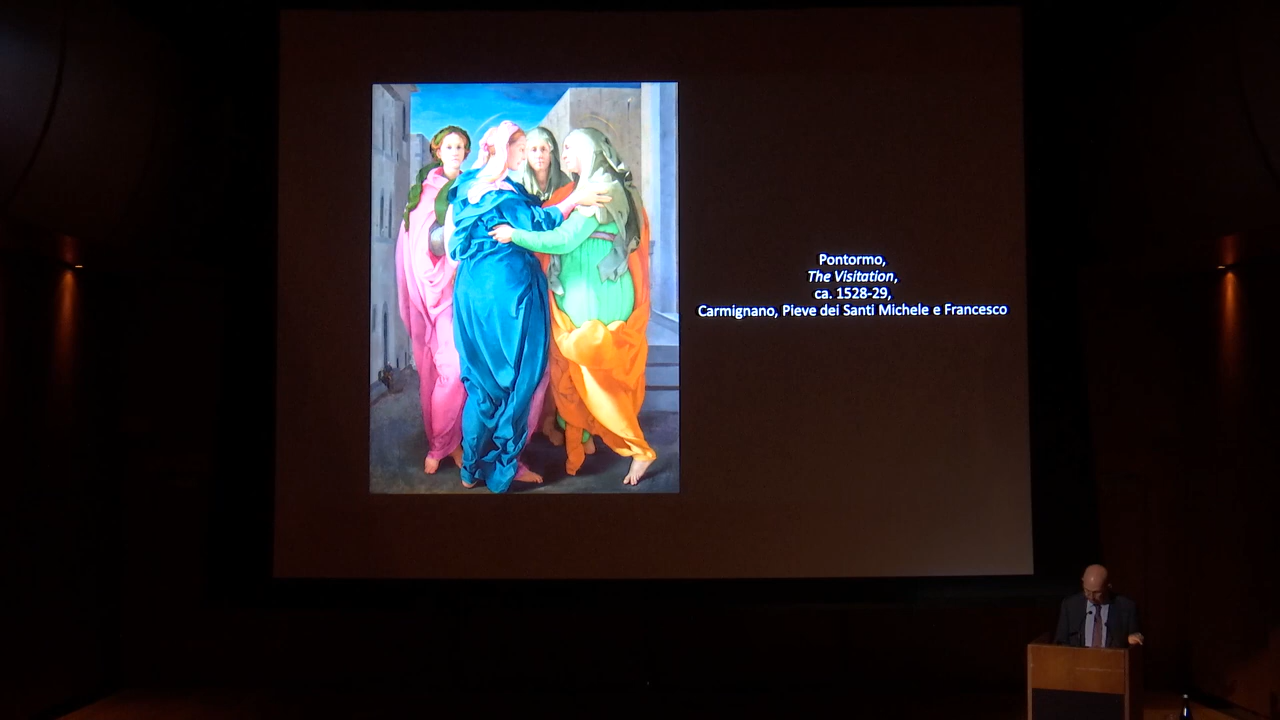 Pontormo,
The Visitation,
ca. 1528-29,
Carmignano, Pieve dei Santi Michele e Francesco